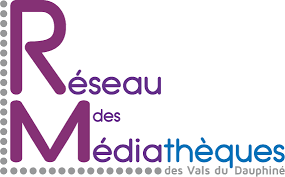 Réseau
des
Médiathèques
des Vals du Dauphiné